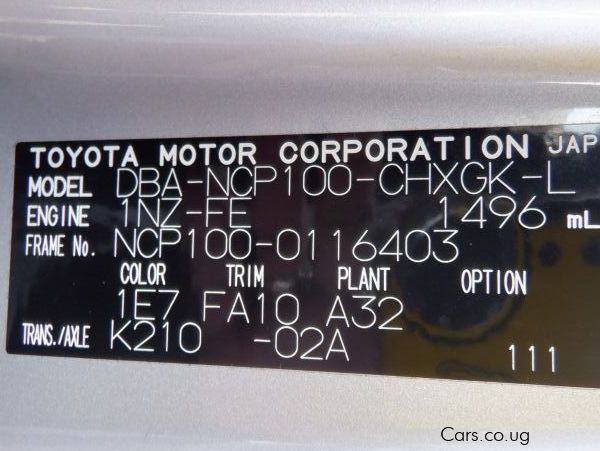 TOYOTA MOTOR CORPORATION JAP
MODEL DBA-NCP100-CHXGK-L
ENGINE 1NZ-FE 1496 mL
FRAME No. NCP100-0116403
COLOR TRIM PLANT OPTION
1E7 FA10 A32
TRANS./AXLE K210 -02A
111
Cars.co.ug